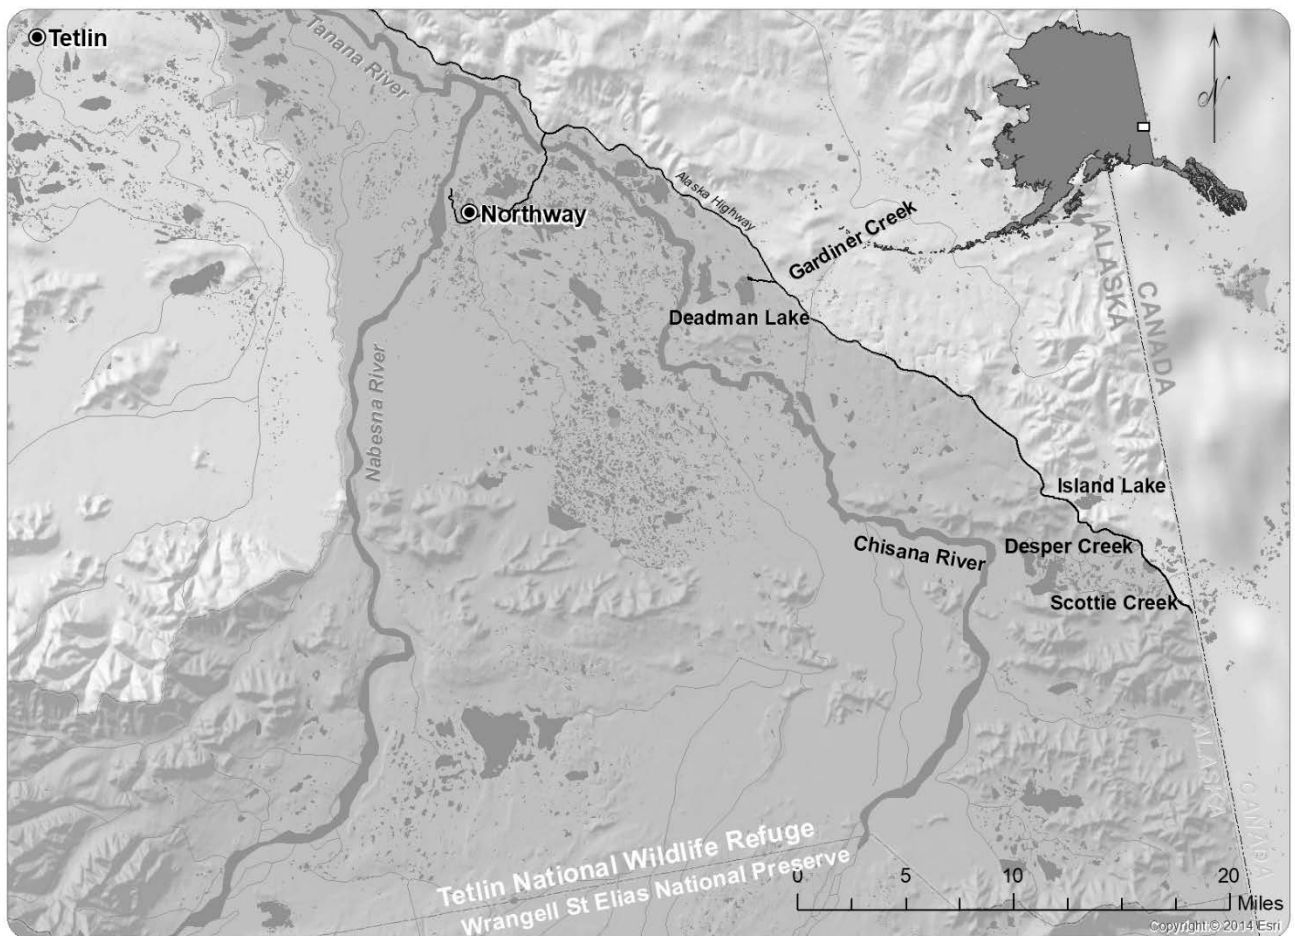 Tetlin
Tanana River
Northway
Alaska Highway
Gardiner Creek
Deadman Lake
ALASKA
CANADA
Nabesna River
Island Lake
Chisana River
Desper Creek
Scottie Creek
ALASKA
CANADA
Tetlin National Wildlife Refuge
Wrangell St Elias National Preserve
0 5 10 20
Miles
Copyright:© 2014 Esri